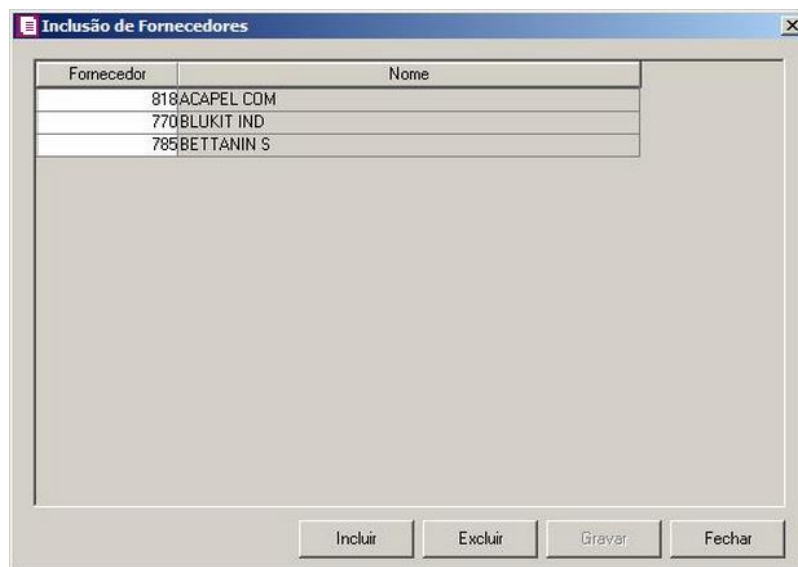 Inclusão de Fornecedores
Fornecedor Nome
818 ACAPEL COM
770 BLUKIT IND
785 BETTANIN S
Incluir Excluir Gravar Fechar